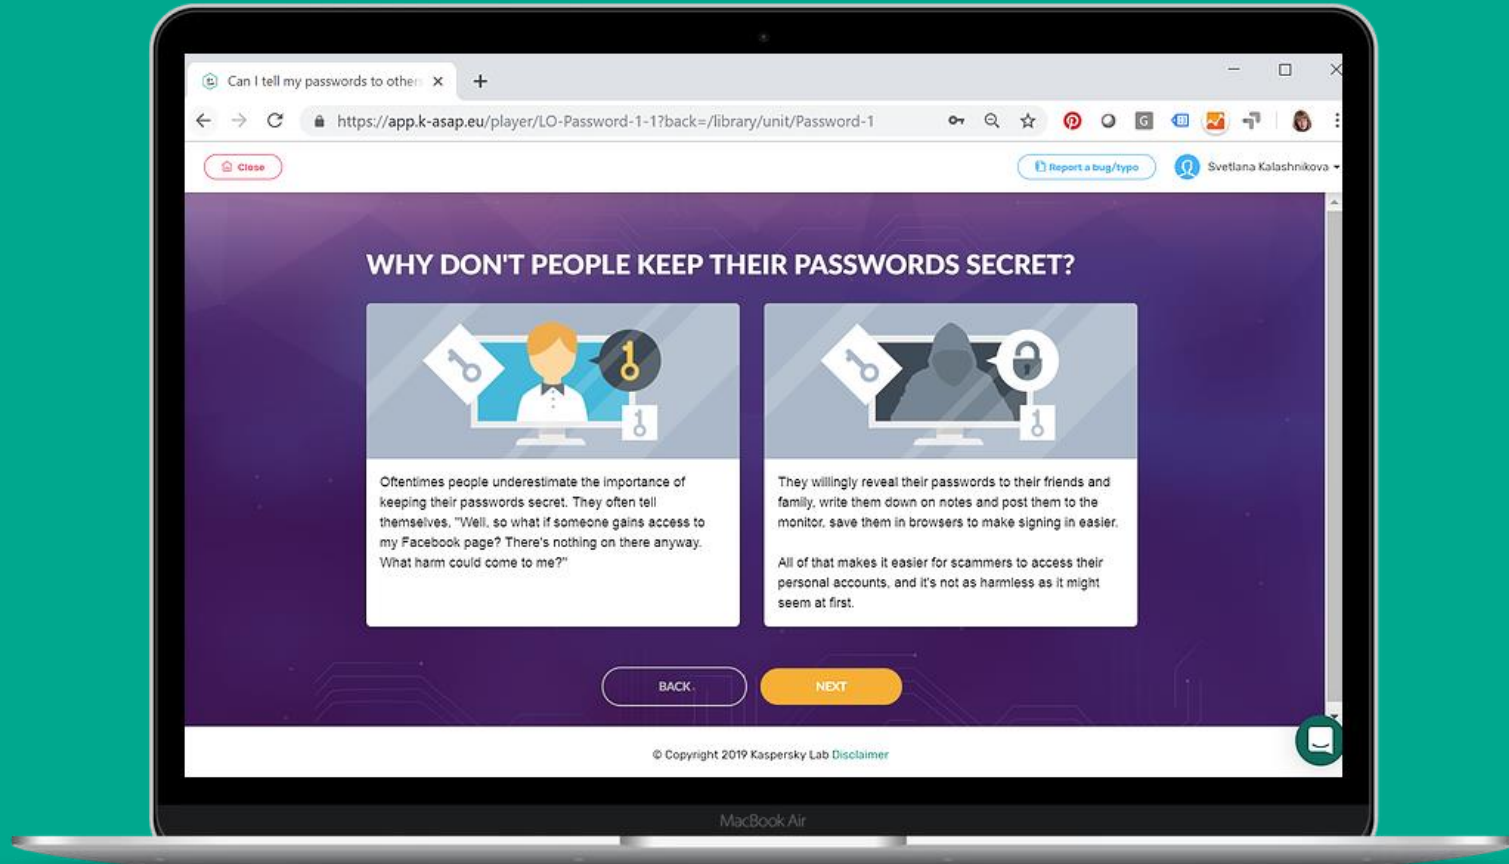 Can I tell my passwords to other
https://app.k-asap.eu/player/LO-Password-1-1?back=/library/unit/Password-1
G
Close
Report a bug/typo
Svetlana Kalashnikova
WHY DON'T PEOPLE KEEP THEIR PASSWORDS SECRET?
Oftentimes people underestimate the importance of
keeping their passwords secret. They often tell
themselves, "Well, so what if someone gains access to
my Facebook page? There's nothing on there anyway.
What harm could come to me?"
They willingly reveal their passwords to their friends and
family, write them down on notes and post them to the
monitor, save them in browsers to make signing in easier.
All of that makes it easier for scammers to access their
personal accounts, and it's not as harmless as it might
seem at first.
BACK
NEXT
© Copyright 2019 Kaspersky Lab Disclaimer
MacBook Air